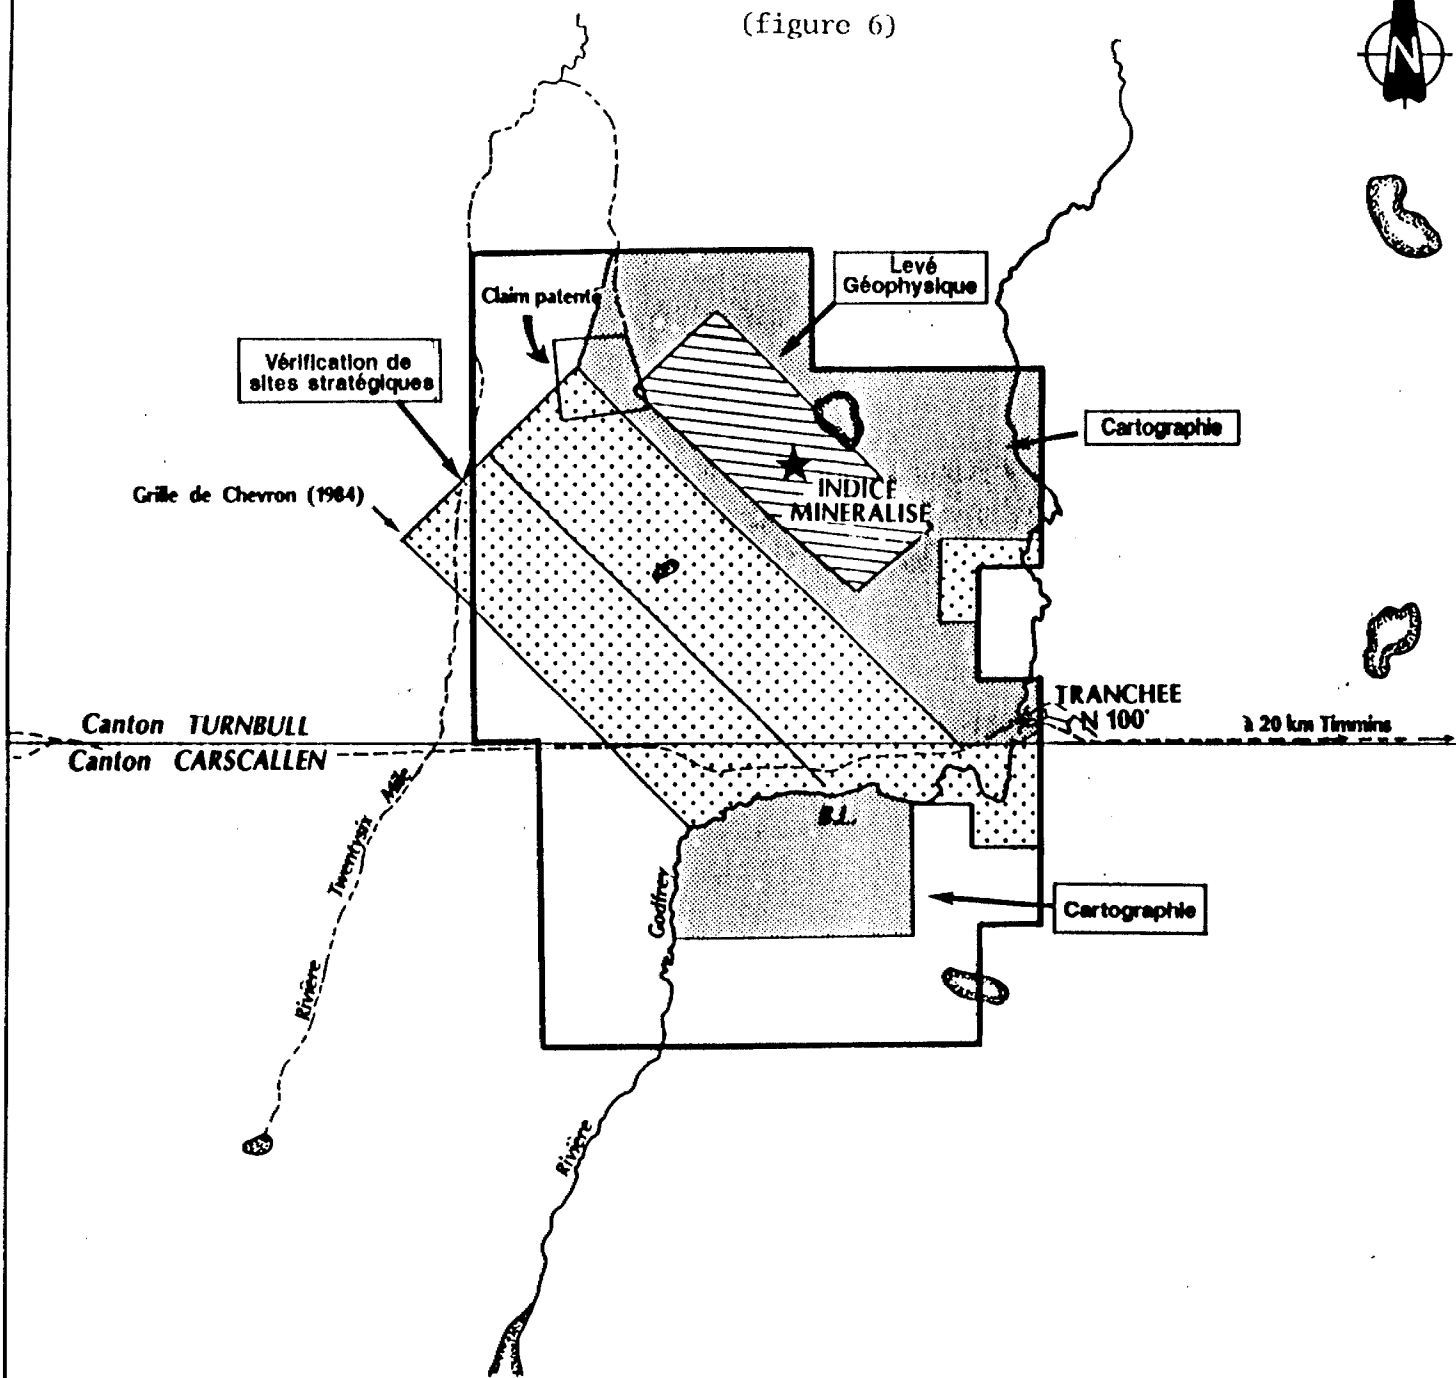 (figure 6)
N
Levé
Géophysique
Claim patenté
Vérification de
sites stratégiques
Cartographie
Grille de Chevron (1984)
INDICE
MINERALISÉ
TRANCHEE
N 100'
à 20 km Timmins
Canton TURNBULL
Canton CARSCALLEN
Rivière Twentysix Mile
B.L.
Godfrey
Cartographie
Rivière